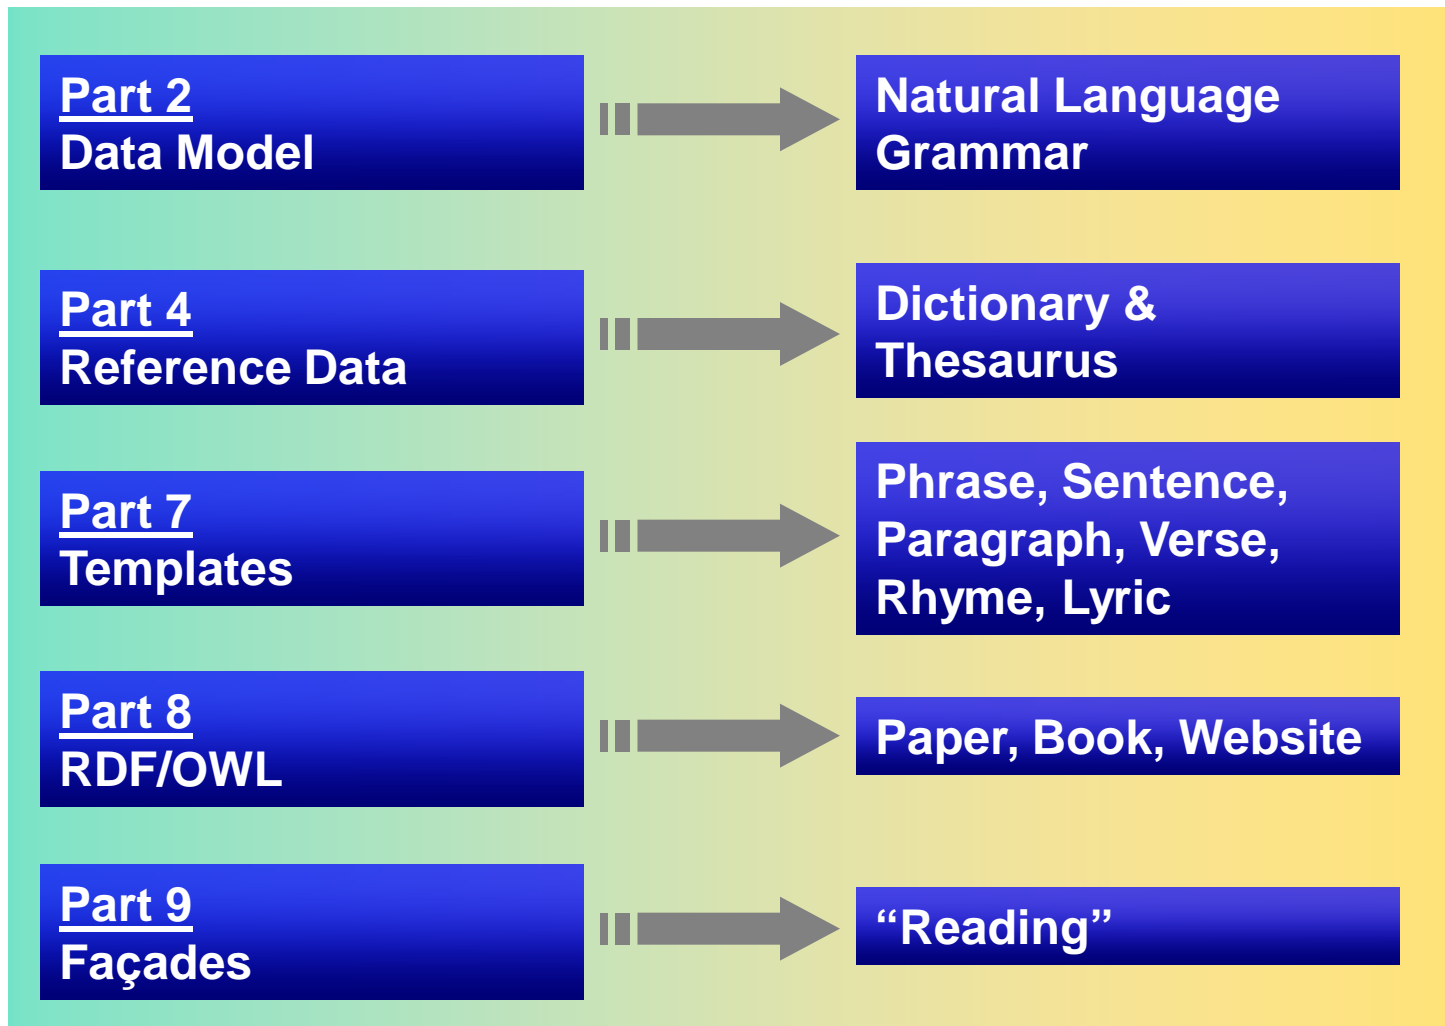 Part 2
Data Model
Natural Language
Grammar
Part 4
Reference Data
Dictionary &
Thesaurus
Part 7
Templates
Phrase, Sentence,
Paragraph, Verse,
Rhyme, Lyric
Part 8
RDF/OWL
Paper, Book, Website
Part 9
Façades
“Reading”